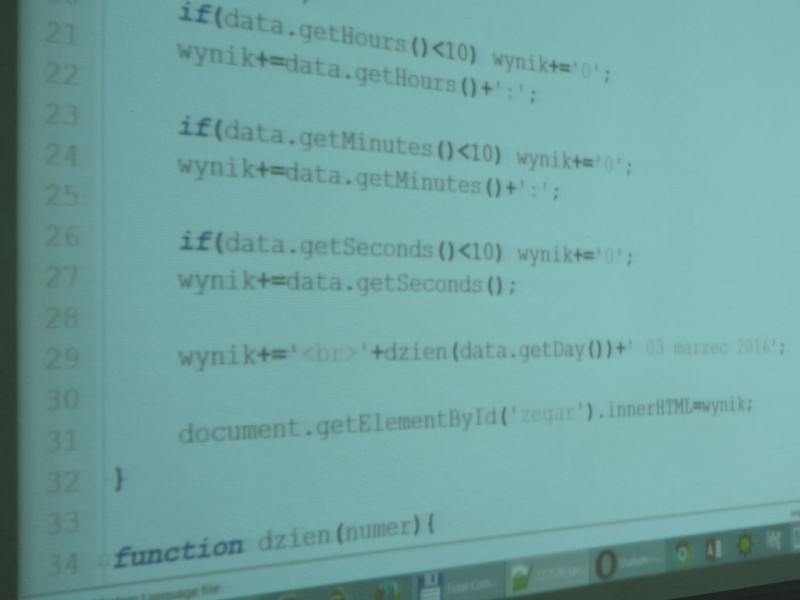 21 if(data.getHours()<10) wynik+='0';
22 wynik+=data.getHours()+':';
23
24 if(data.getMinutes()<10) wynik+='0';
25 wynik+=data.getMinutes()+':';
26 if(data.getSeconds()<10) wynik+='0';
27 wynik+=data.getSeconds();
28
29 wynik+='<br>'+dzien(data.getDay())+' 03 marzec 2016';
30
31 document.getElementById('zegar').innerHTML=wynik;
32 }
33
34 function dzien(numer){
Language file
Total Com...